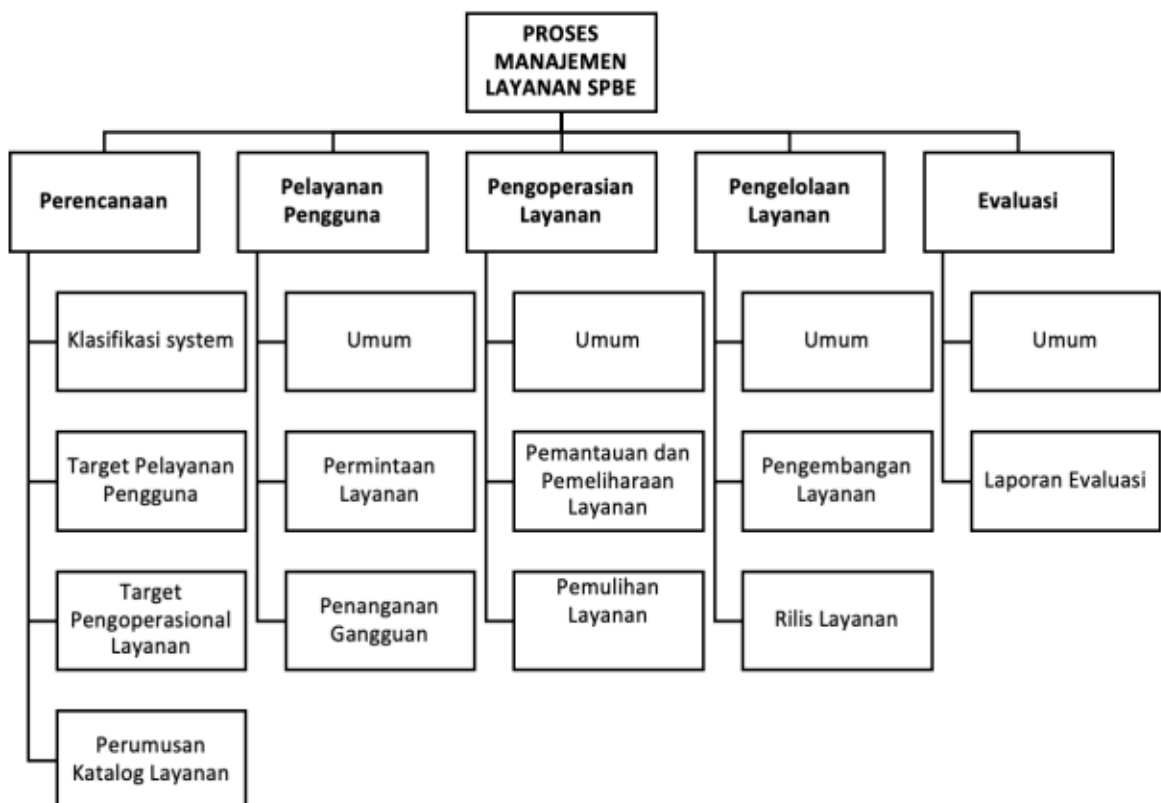 PROSES
MANAJEMEN
LAYANAN SPBE
Perencanaan
Pelayanan
Pengguna
Pengoperasian
Layanan
Pengelolaan
Layanan
Evaluasi
Klasifikasi system
Umum
Umum
Umum
Umum
Target Pelayanan
Pengguna
Permintaan
Layanan
Pemantauan dan
Pemeliharaan
Layanan
Pengembangan
Layanan
Laporan Evaluasi
Target
Pengoperasional
Layanan
Penanganan
Gangguan
Pemulihan
Layanan
Rilis Layanan
Perumusan
Katalog Layanan